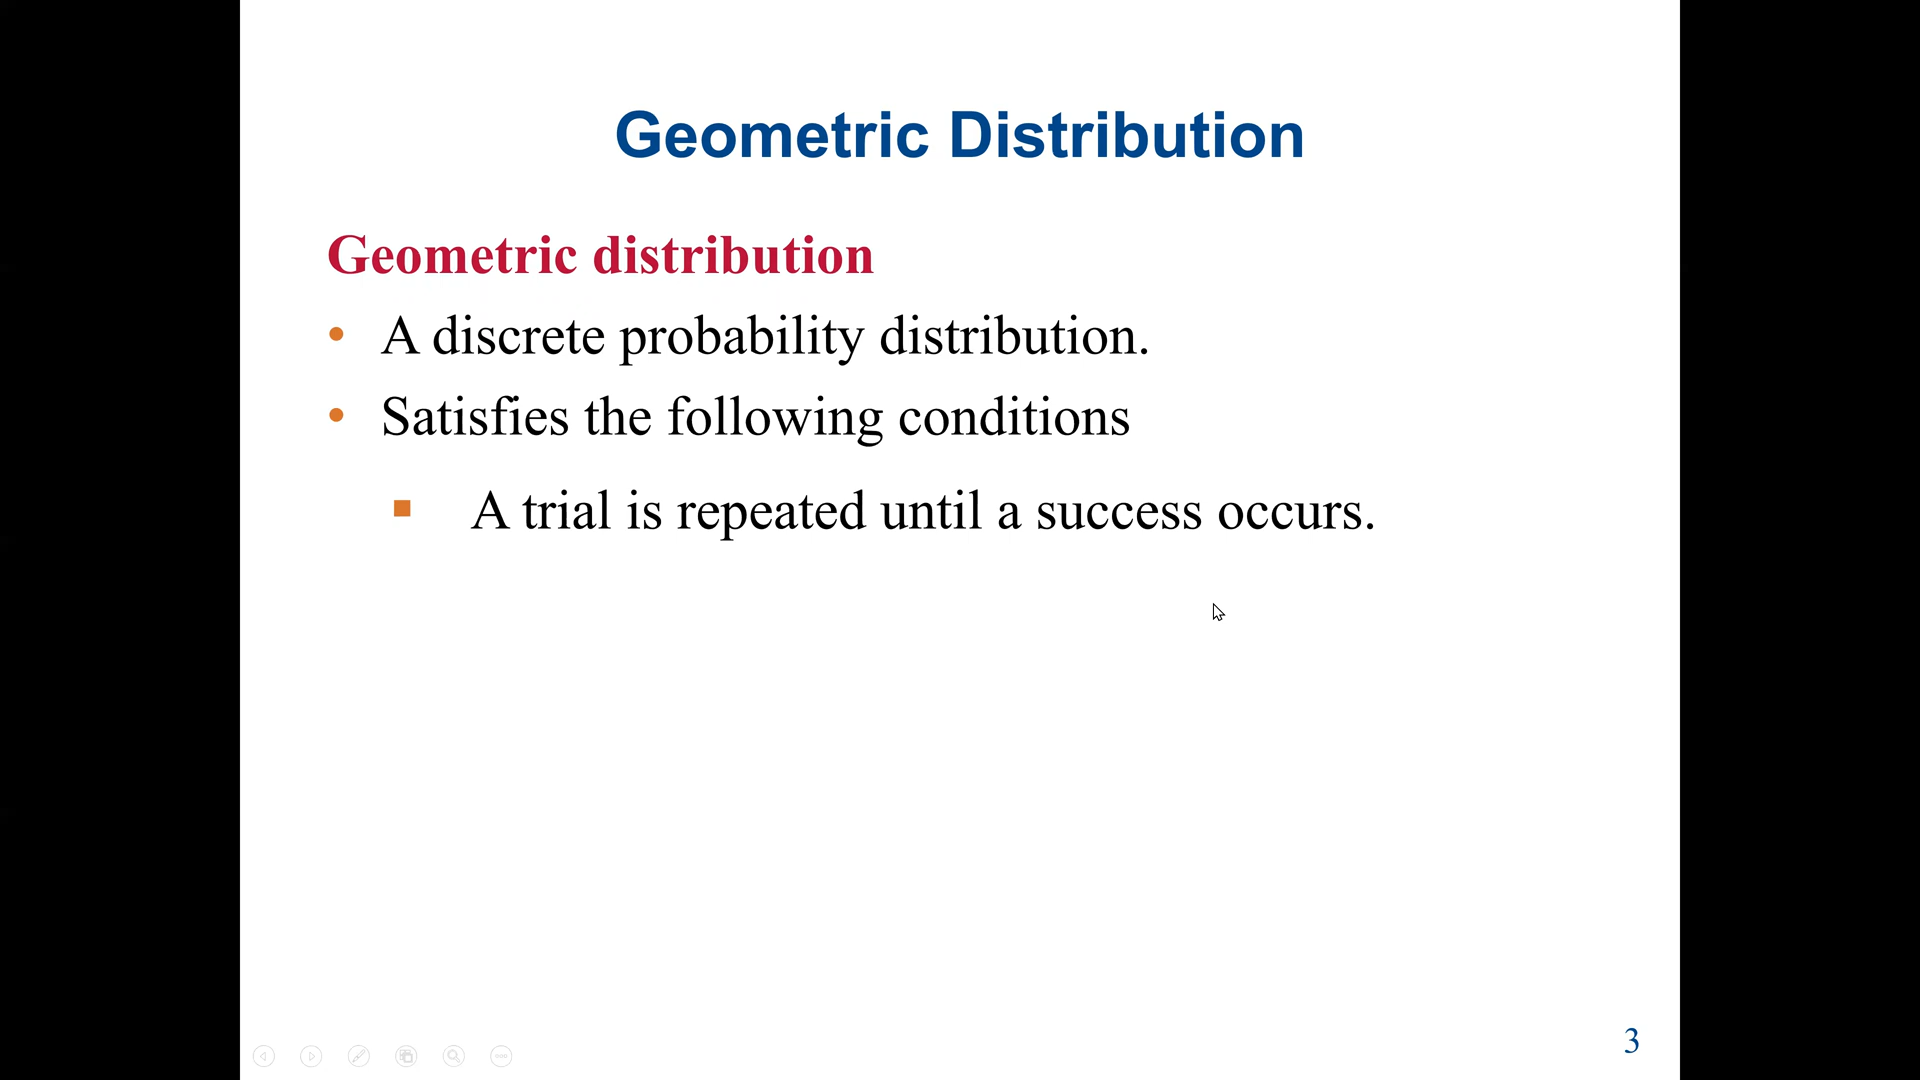 Geometric Distribution
Geometric distribution
• A discrete probability distribution.
• Satisfies the following conditions
▪ A trial is repeated until a success occurs.
3